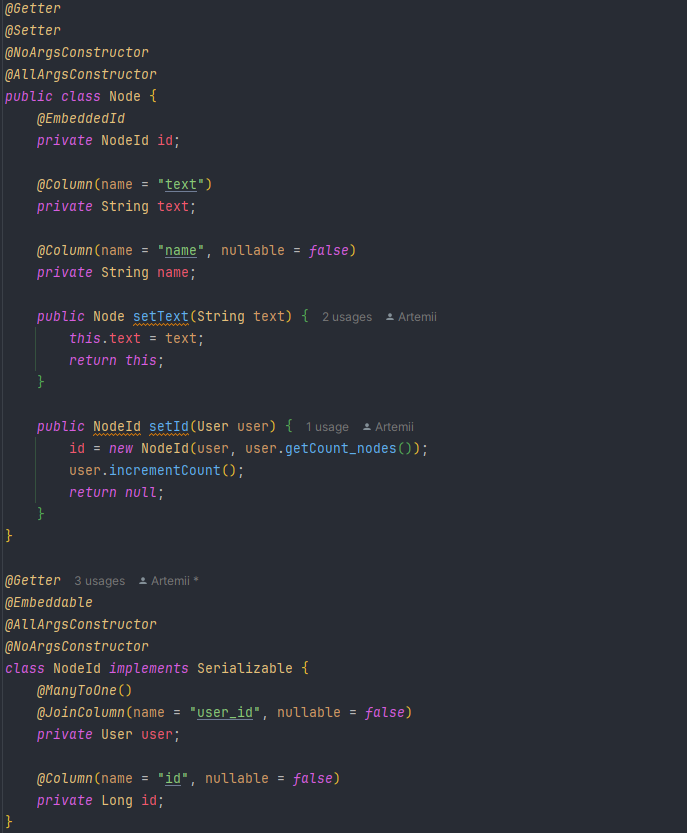 @Getter
@Setter
@NoArgsConstructor
@AllArgsConstructor
public class Node {
    @EmbeddedId
    private NodeId id;

    @Column(name = "text")
    private String text;

    @Column(name = "name", nullable = false)
    private String name;

    public Node setText(String text) {  2 usages  Artemii
        this.text = text;
        return this;
    }

    public NodeId setId(User user) {  1 usage  Artemii
        id = new NodeId(user, user.getCount_nodes());
        user.incrementCount();
        return null;
    }
}

@Getter  3 usages  Artemii *
@Embeddable
@AllArgsConstructor
@NoArgsConstructor
class NodeId implements Serializable {
    @ManyToOne()
    @JoinColumn(name = "user_id", nullable = false)
    private User user;

    @Column(name = "id", nullable = false)
    private Long id;
}